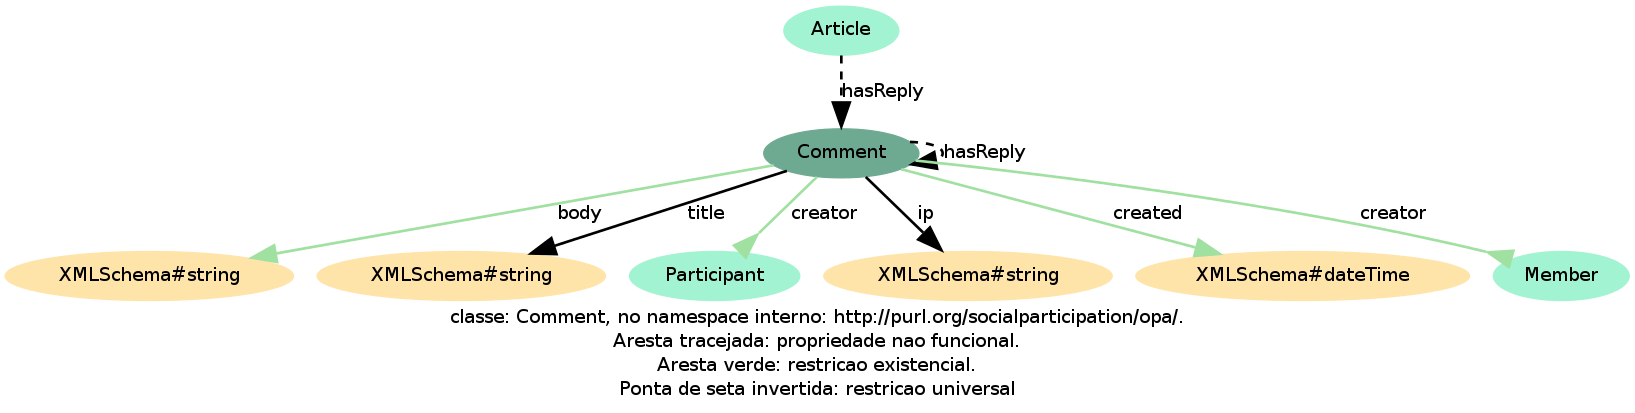 Article
hasReply
Comment
hasReply
body
title
creator
ip
created
creator
XMLSchema#string
XMLSchema#string
Participant
XMLSchema#string
XMLSchema#dateTime
Member
classe: Comment, no namespace interno: http://purl.org/socialparticipation/opa/.
Aresta tracejada: propriedade nao funcional.
Aresta verde: restricao existencial.
Ponta de seta invertida: restricao universal